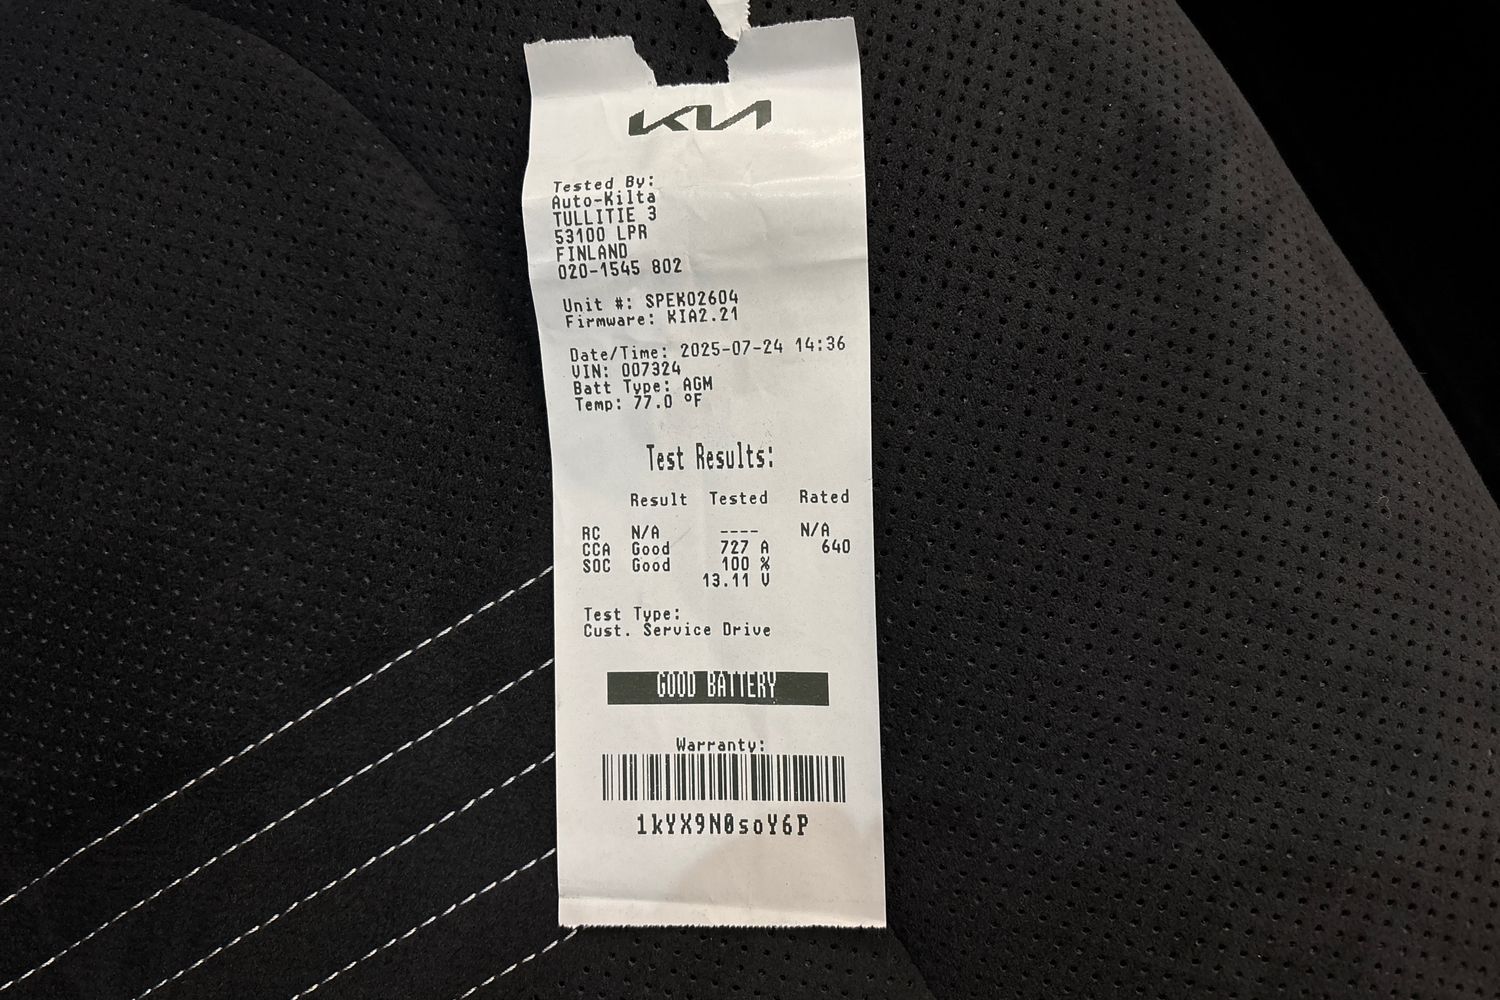 KIA
Tested By:
Auto-Kilta
TULLITIE 3
53100 LPR
FINLAND
020-1545 802
Unit #: SPEK02604
Firmware: KIA2.21
Date/Time: 2025-07-24 14:36
VIN: 007324
Batt Type: AGM
Temp: 77.0 °F
Test Results:
Result Tested Rated
RC N/A ---- N/A
CCA Good 727 A 640
SOC Good 100 %
13.11 V
Test Type:
Cust. Service Drive
GOOD BATTERY
Warranty:
1kYX9N0soY6P